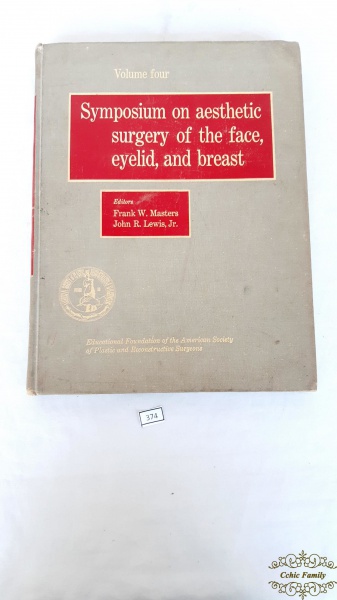 Volume four
Symposium on aesthetic
surgery of the face,
eyelid, and breast
Editors
Frank W. Masters
John R. Lewis, Jr.
Educational Foundation of the American Society
of Plastic and Reconstructive Surgeons
374
Cchic Family